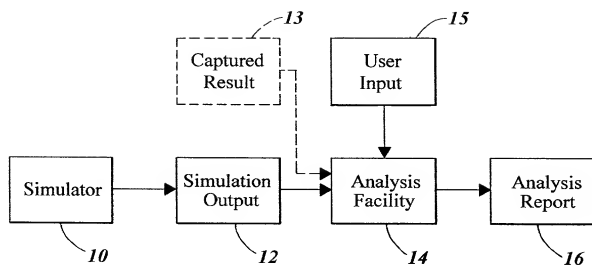 13
15
Captured
Result
User
Input
Simulator
Simulation
Output
Analysis
Facility
Analysis
Report
10
12
14
16